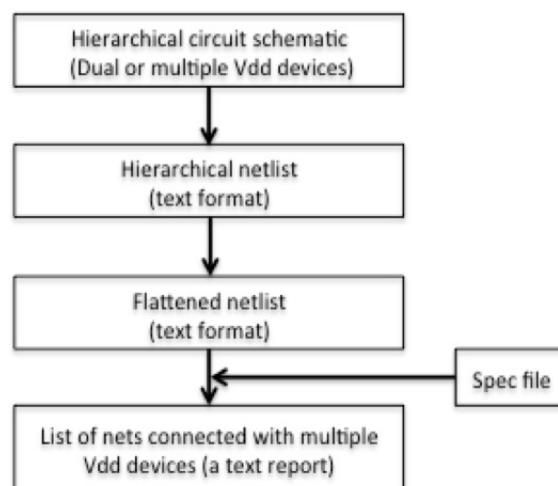 Hierarchical circuit schematic
(Dual or multiple Vdd devices)
Hierarchical netlist
(text format)
Flattened netlist
(text format)
Spec file
List of nets connected with multiple
Vdd devices (a text report)